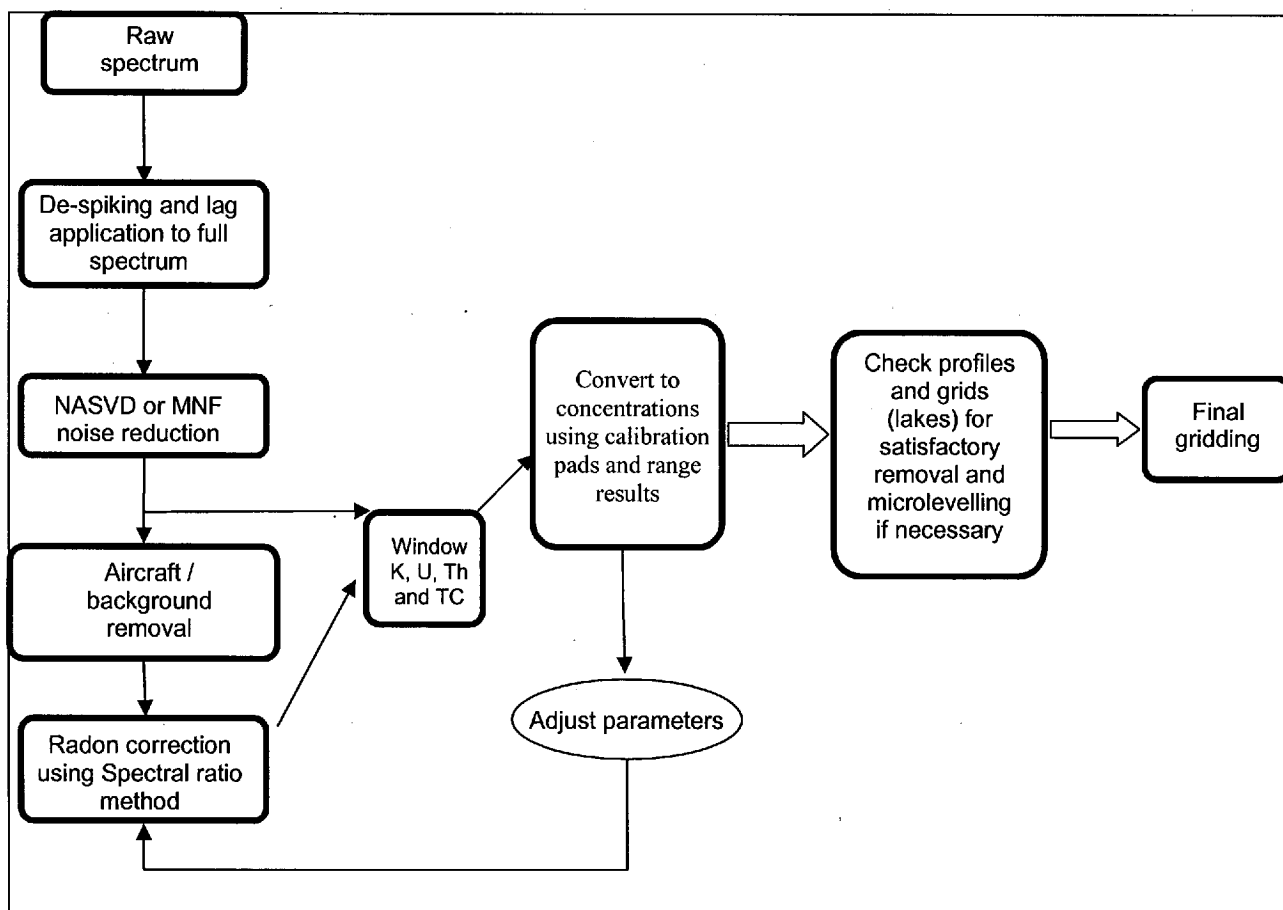 Raw
spectrum
De-spiking and lag
application to full
spectrum
NASVD or MNF
noise reduction
Aircraft /
background
removal
Radon correction
using Spectral ratio
method
Window
K, U, Th
and TC
Convert to
concentrations
using calibration
pads and range
results
Adjust parameters
Check profiles
and grids
(lakes) for
satisfactory
removal and
microlevelling
if necessary
Final
gridding